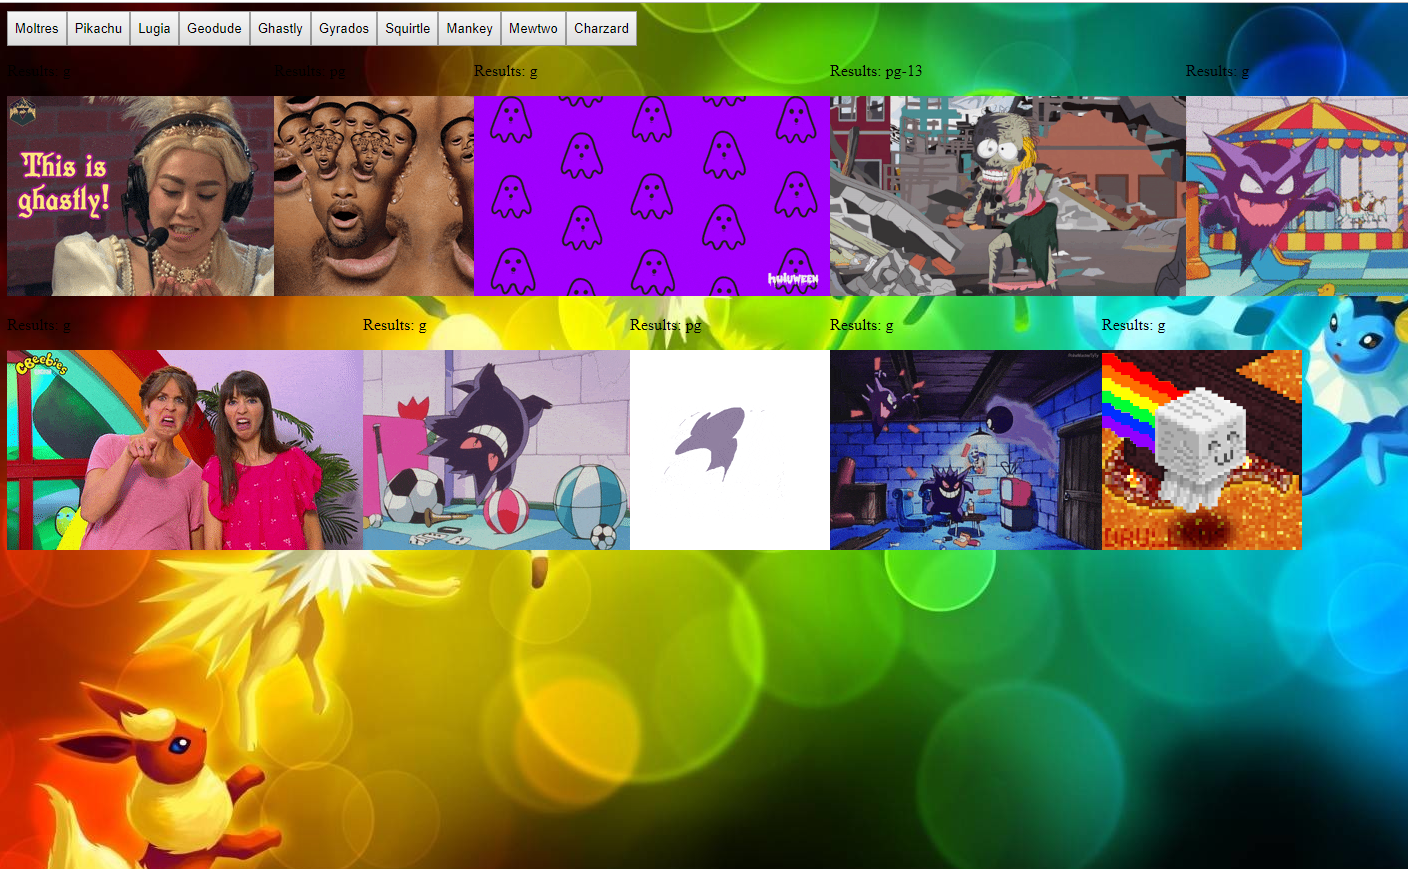 Moltres Pikachu Lugia Geodude Ghastly Gyrados Squirtle Mankey Mewtwo Charzard
Results: g Results: pg Results: g Results: pg-13 Results: g
This is
ghastly!
huluween
Results: g Results: g Results: pg Results: g Results: g
CBeebies